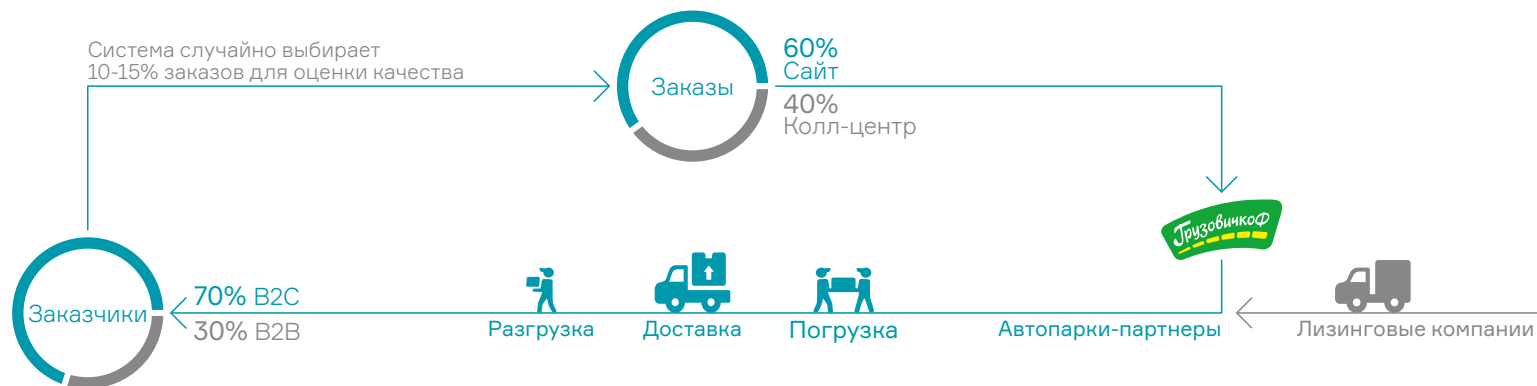 Система случайно выбирает
10-15% заказов для оценки качества
Заказы
60%
Сайт
40%
Колл-центр
ГрузовичкоФ
Заказчики
70% B2C
30% B2B
Разгрузка
Доставка
Погрузка
Автопарки-партнеры
Лизинговые компании